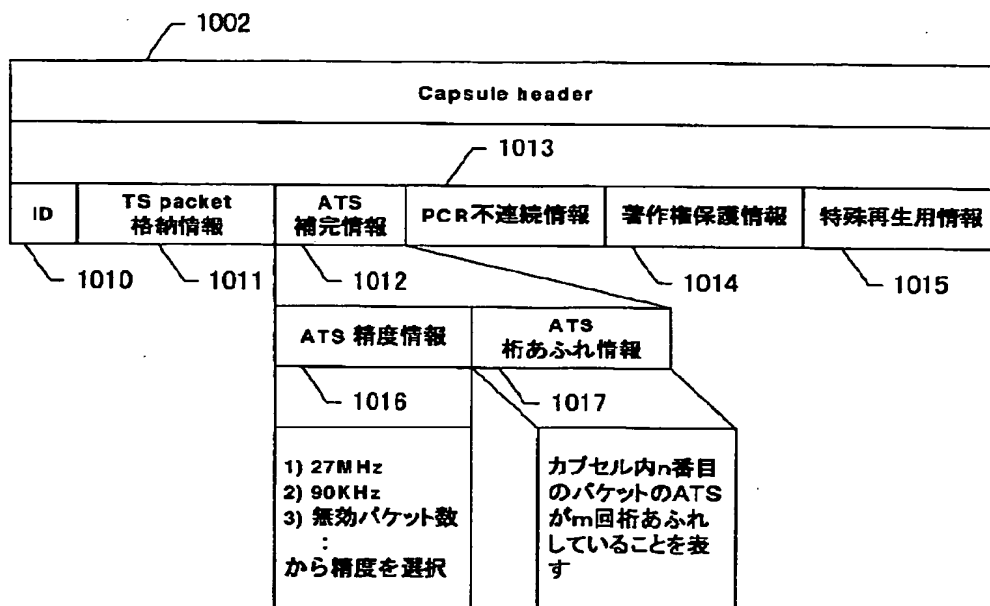 1002
Capsule header
1013
ID
TS packet
格納情報
ATS
補完情報
PCR不連続情報
著作権保護情報
特殊再生用情報
1010
1011
1012
1014
1015
ATS 精度情報
ATS
桁あふれ情報
1016
1017
1) 27MHz
2) 90KHz
3) 無効パケット数
:
から精度を選択
カプセル内n番目
のパケットのATS
がm回桁あふれ
していることを表
す